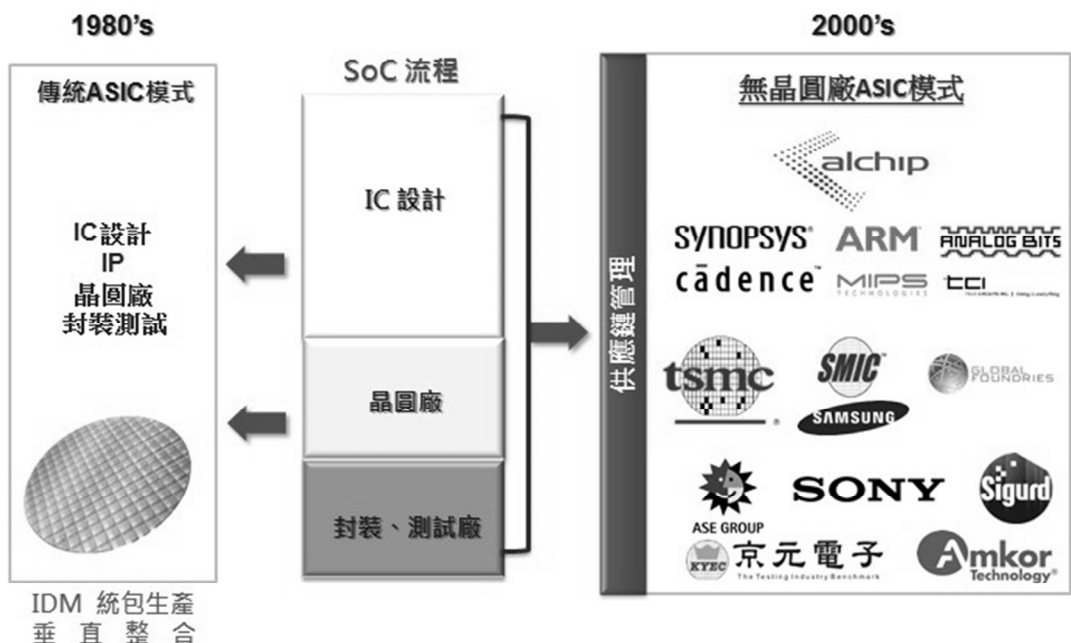 1980's
傳統ASIC模式
IC設計
IP
晶圓廠
封裝測試
IDM 統包生產
垂直整合
SoC 流程
IC 設計
晶圓廠
封裝、測試廠
2000's
供應鏈管理
無晶圓廠ASIC模式
alchip
SYNOPSYS® ARM™ ANALOG BITS
cādence™ MIPS TECHNOLOGIES tci
tsmc® SMIC™ GLOBAL FOUNDRIES
SAMSUNG
ASE GROUP SONY Sigurd
KYEC 京元電子 Amkor Technology®
The Testing Industry Benchmark